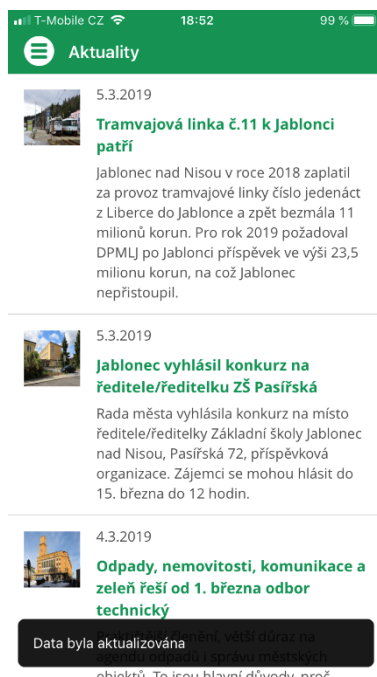 T-Mobile CZ 18:52 99 %
Aktuality
5.3.2019
Tramvajová linka č.11 k Jablonci
patří
Jablonec nad Nisou v roce 2018 zaplatil
za provoz tramvajové linky číslo jedenáct
z Liberce do Jablonce a zpět bezmála 11
milionů korun. Pro rok 2019 požadoval
DPMLJ po Jablonci příspěvek ve výši 23,5
milionu korun, na což Jablonec
nepřistoupil.
5.3.2019
Jablonec vyhlásil konkurz na
ředitele/ředitelku ZŠ Pasířská
Rada města vyhlásila konkurz na místo
ředitele/ředitelky Základní školy Jablonec
nad Nisou, Pasířská 72, příspěvková
organizace. Zájemci se mohou hlásit do
15. března do 12 hodin.
4.3.2019
Odpady, nemovitosti, komunikace a
zeleň řeší od 1. března odbor
technický
členění, větší důraz na
Data byla aktualizována
agendu odpadů i správu městských
objektů. To jsou hlavní důvody, proč